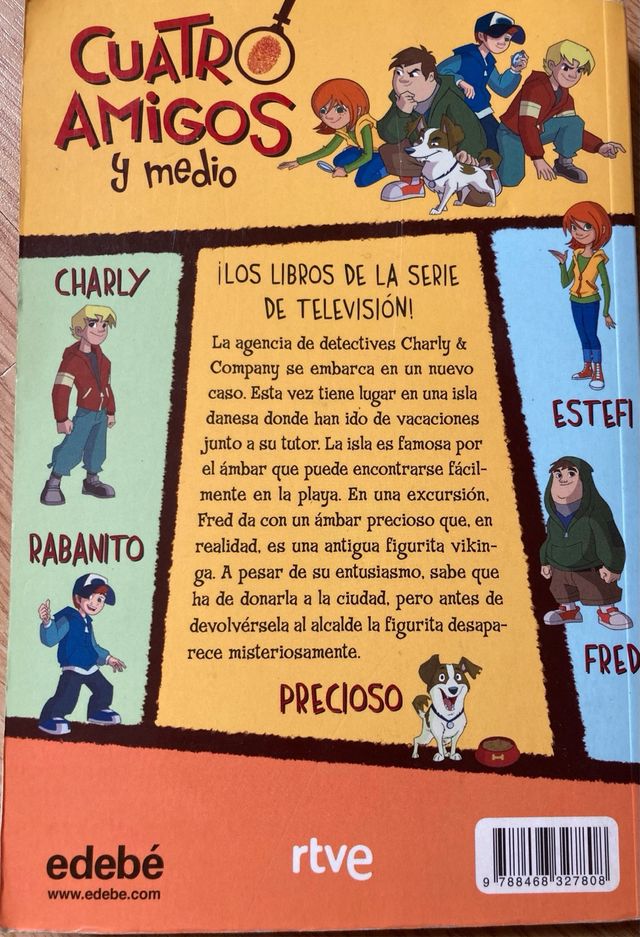 CUATRO
AMIGOS
y medio
CHARLY
¡LOS LIBROS DE LA SERIE
DE TELEVISIÓN!
La agencia de detectives Charly &
Company se embarca en un nuevo
caso. Esta vez tiene lugar en una isla
danesa donde han ido de vacaciones
junto a su tutor. La isla es famosa por
el ámbar que puede encontrarse fácil-
mente en la playa. En una excursión,
Fred da con un ámbar precioso que, en
realidad, es una antigua figurita vikin-
ga. A pesar de su entusiasmo, sabe que
ha de donarla a la ciudad, pero antes de
devolvérsela al alcalde la figurita desapa-
rece misteriosamente.
ESTEFI
RABANITO
FRED
PRECIOSO
edebé
www.edebe.com
rtve
9 788468 327808